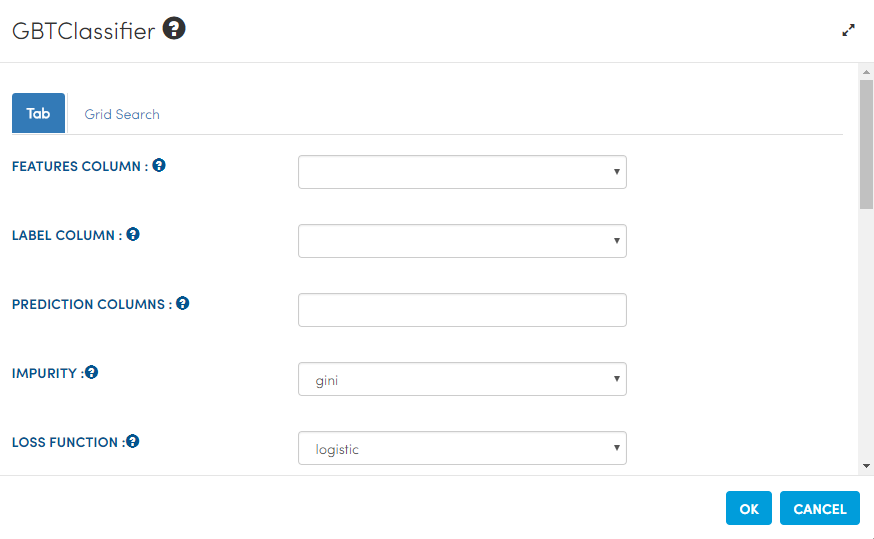 GBTClassifier
Tab Grid Search
FEATURES COLUMN :
LABEL COLUMN :
PREDICTION COLUMNS :
IMPURITY : gini
LOSS FUNCTION : logistic
OK CANCEL